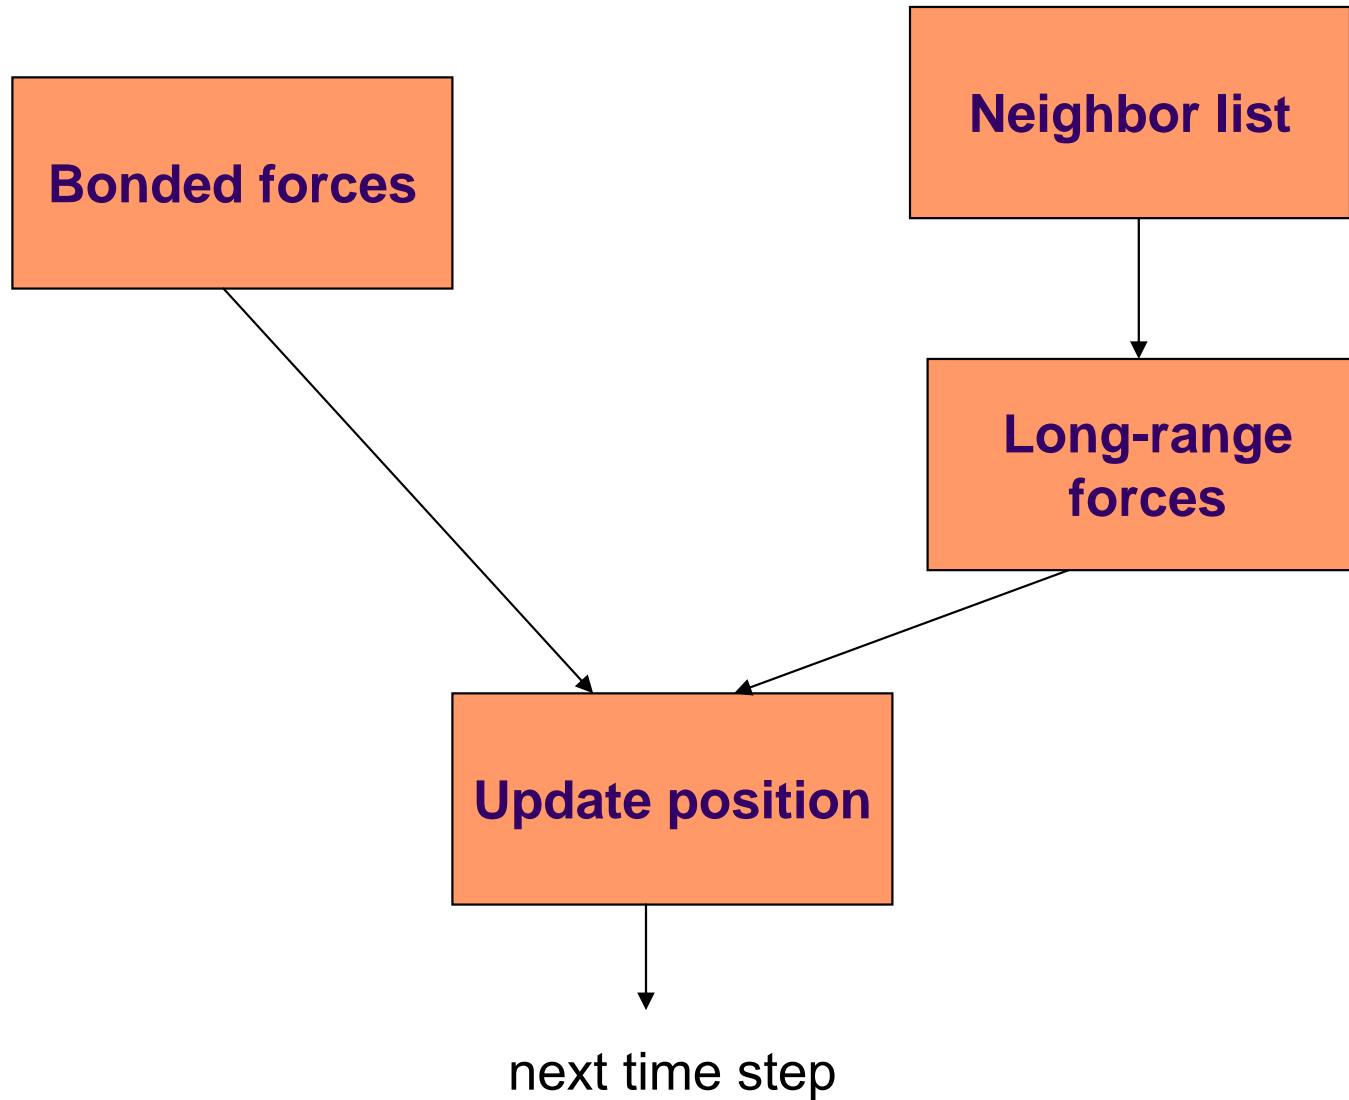 Neighbor list
Bonded forces
Long-range
forces
Update position
next time step